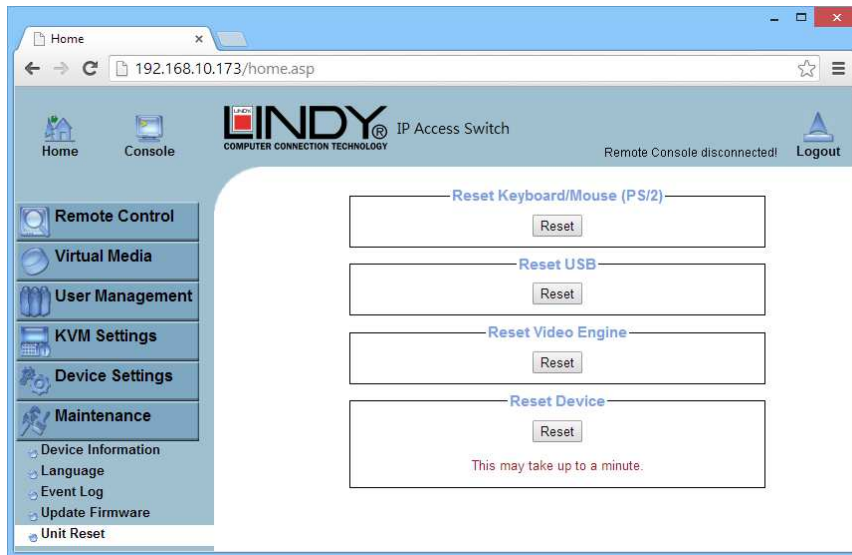 Home
192.168.10.173/home.asp
Home
Console
LINDY
LINDY®
COMPUTER CONNECTION TECHNOLOGY
IP Access Switch
Remote Console disconnected!
Logout
Remote Control
Virtual Media
User Management
KVM Settings
Device Settings
Maintenance
Device Information
Language
Event Log
Update Firmware
Unit Reset
Reset Keyboard/Mouse (PS/2)
Reset
Reset USB
Reset
Reset Video Engine
Reset
Reset Device
Reset
This may take up to a minute.